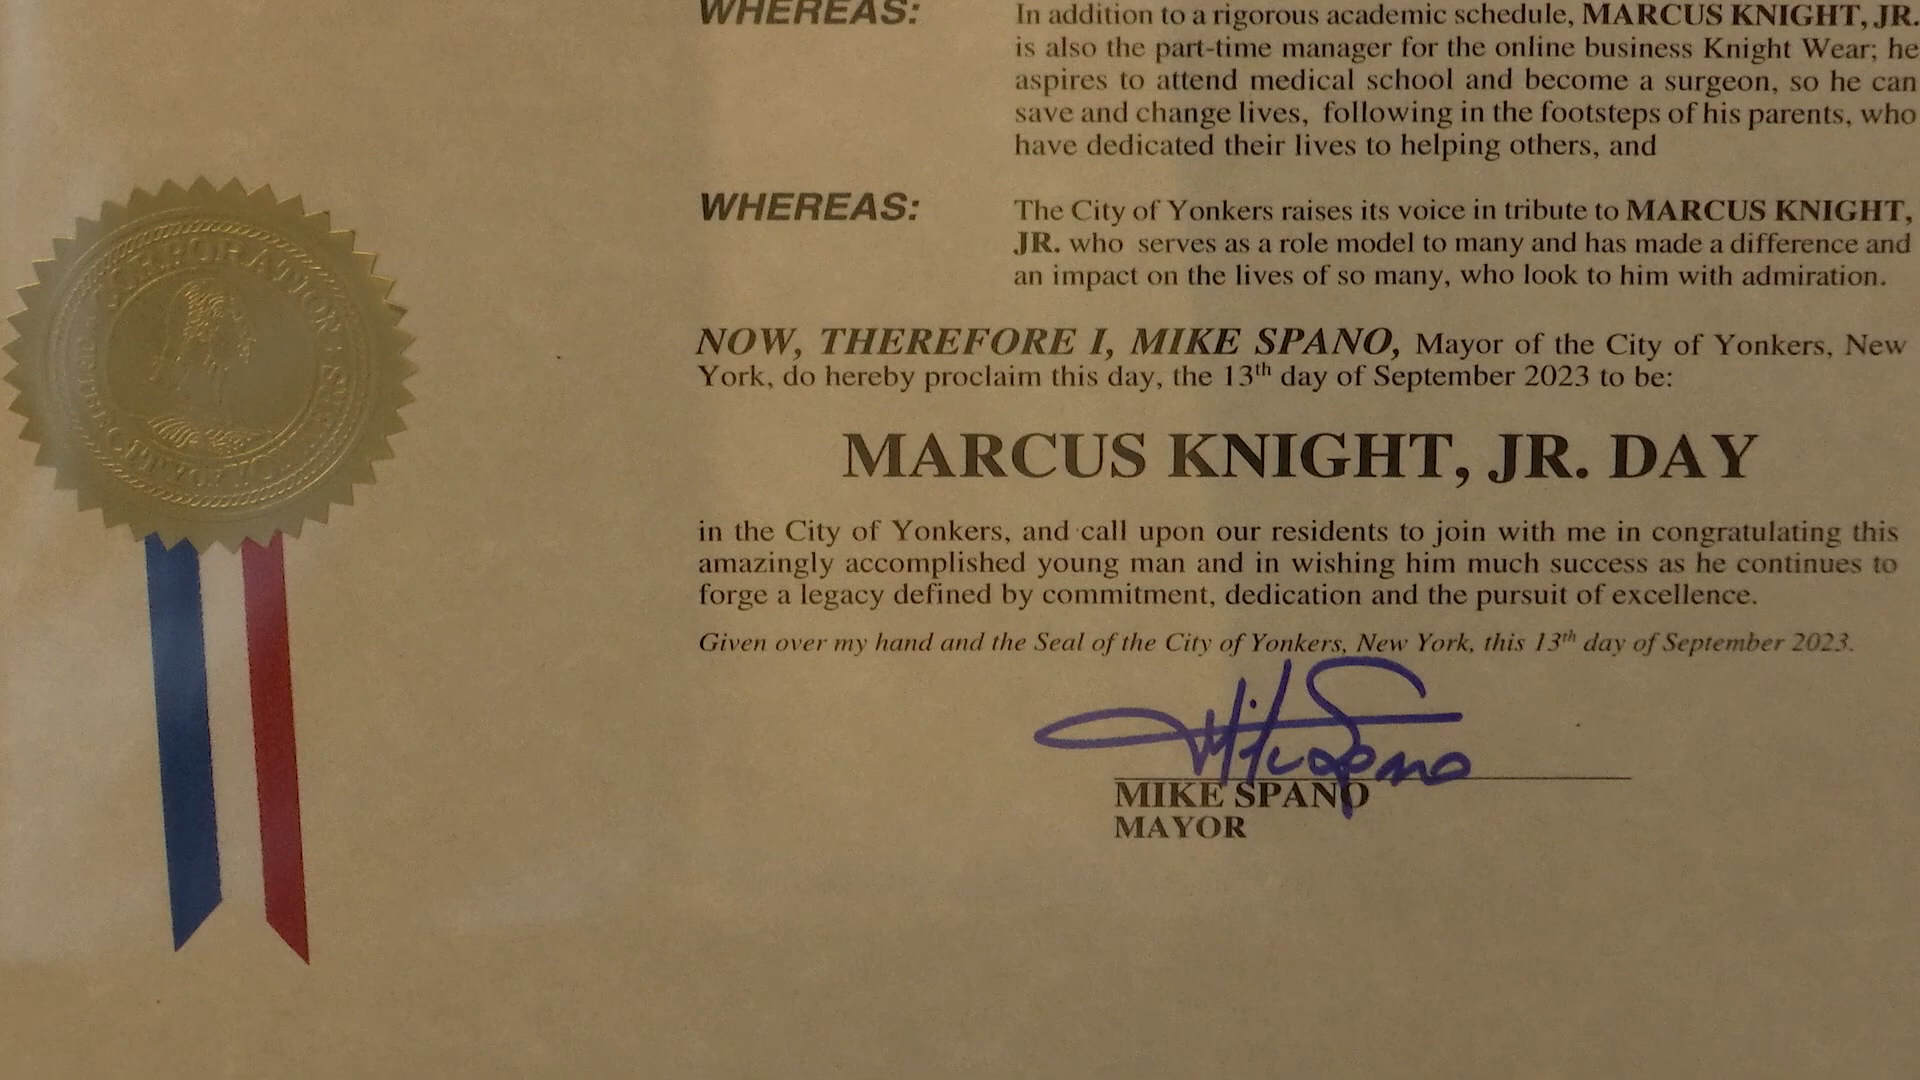 WHEREAS: In addition to a rigorous academic schedule, MARCUS KNIGHT, JR.
is also the part-time manager for the online business Knight Wear; he
aspires to attend medical school and become a surgeon, so he can
save and change lives, following in the footsteps of his parents, who
have dedicated their lives to helping others, and
WHEREAS: The City of Yonkers raises its voice in tribute to MARCUS KNIGHT,
JR. who serves as a role model to many and has made a difference and
an impact on the lives of so many, who look to him with admiration.
NOW, THEREFORE I, MIKE SPANO, Mayor of the City of Yonkers, New
York, do hereby proclaim this day, the 13th day of September 2023 to be:
MARCUS KNIGHT, JR. DAY
in the City of Yonkers, and call upon our residents to join with me in congratulating this
amazingly accomplished young man and in wishing him much success as he continues to
forge a legacy defined by commitment, dedication and the pursuit of excellence.
Given over my hand and the Seal of the City of Yonkers, New York, this 13th day of September 2023.
Mike Spano
MIKE SPANO
MAYOR
CORPORATION SEAL